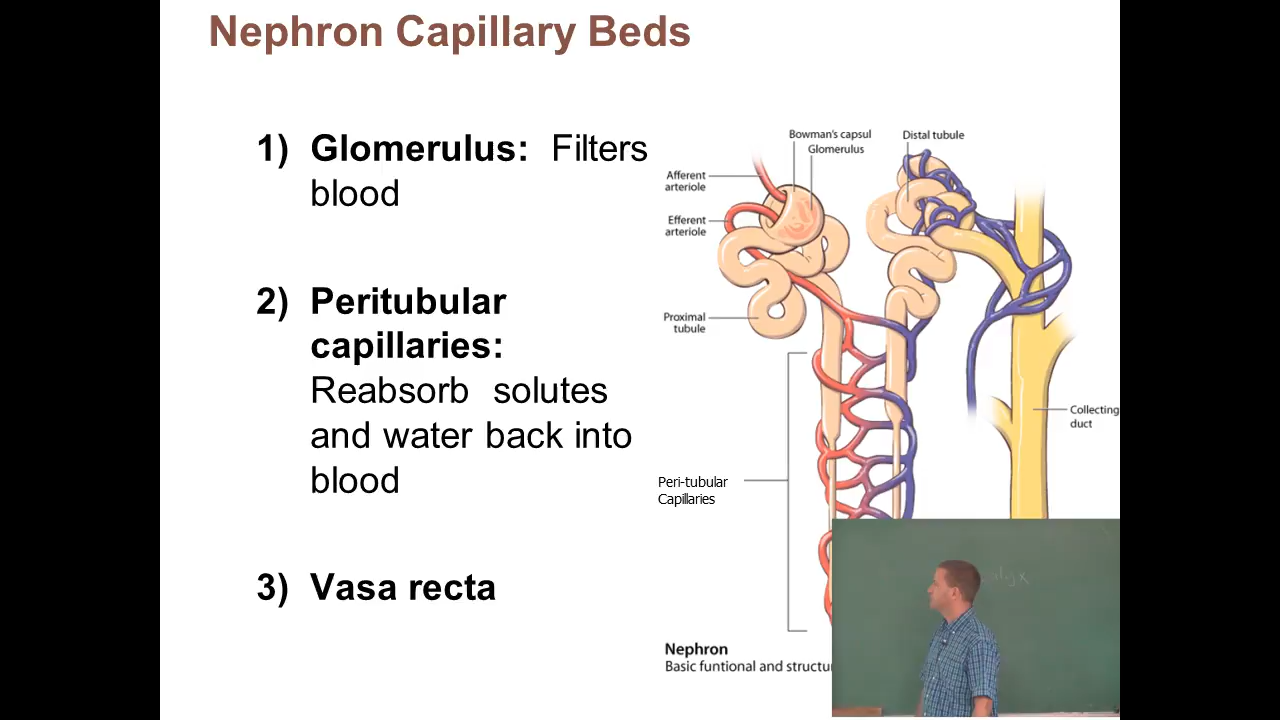 Nephron Capillary Beds
1) Glomerulus: Filters
blood
2) Peritubular
capillaries:
Reabsorb solutes
and water back into
blood
3) Vasa recta
Bowman's capsul
Glomerulus
Distal tubule
Afferent
arteriole
Efferent
arteriole
Proximal
tubule
Collecting
duct
Peri-tubular
Capillaries
Nephron
Basic funtional and structu